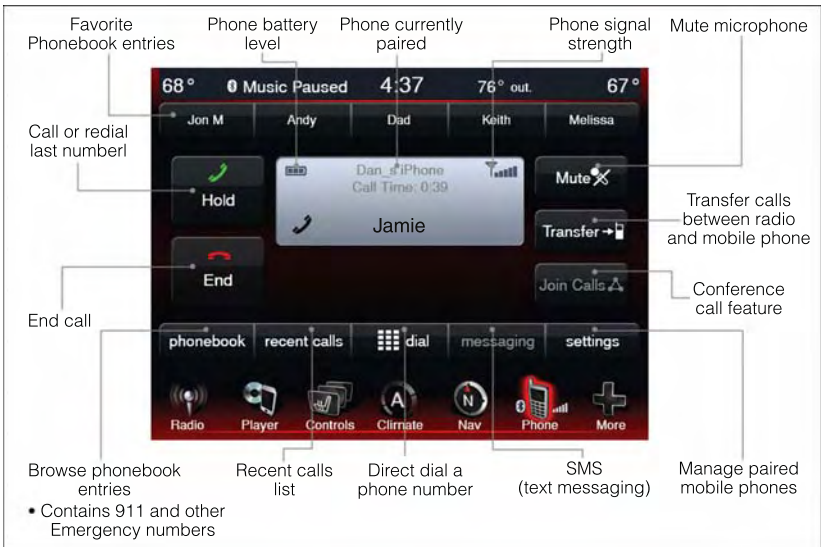 Favorite
Phonebook entries
Phone battery
level
Phone currently
paired
Phone signal
strength
Mute microphone
68°
Music Paused
4:37
76° out.
67°
Jon M
Andy
Dad
Keith
Melissa
Call or redial
last numberl
Hold
Dan_s iPhone
Call Time: 0:39
Jamie
Mute
Transfer
Transfer calls
between radio
and mobile phone
End
Join Calls
End call
Conference
call feature
phonebook
recent calls
dial
messaging
settings
A
N
Radio
Player
Controls
Climate
Nav
Phone
More
Browse phonebook
entries
• Contains 911 and other
Emergency numbers
Recent calls
list
Direct dial a
phone number
SMS
(text messaging)
Manage paired
mobile phones